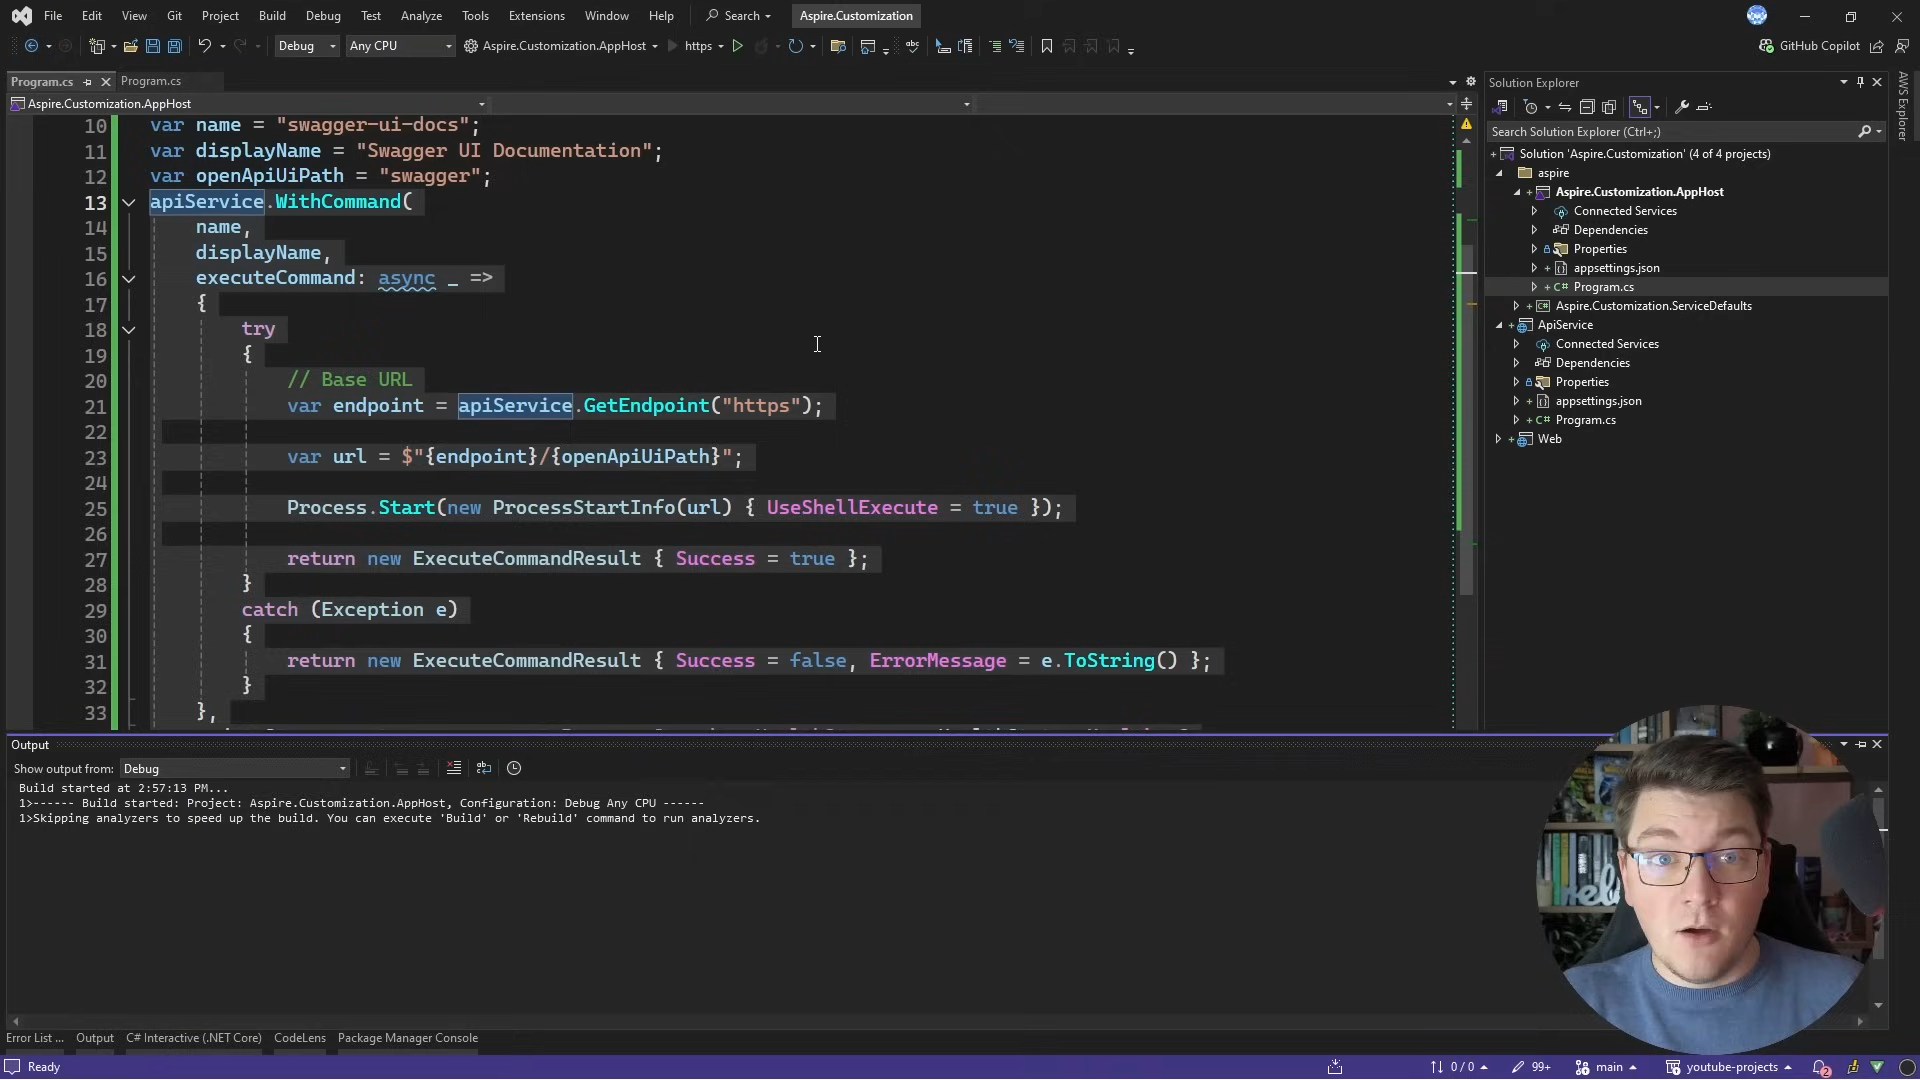 File Edit View Git Project Build Debug Test Analyze Tools Extensions Window Help Search Aspire.Customization
Debug Any CPU Aspire.Customization.AppHost https GitHub Copilot
Program.cs Program.cs
Aspire.Customization.AppHost
10 var name = "swagger-ui-docs";
11 var displayName = "Swagger UI Documentation";
12 var openApiUiPath = "swagger";
13 apiService.WithCommand(
14 name,
15 displayName,
16 executeCommand: async _ =>
17 {
18 try
19 {
20 // Base URL
21 var endpoint = apiService.GetEndpoint("https");
22
23 var url = $"{endpoint}/{openApiUiPath}";
24
25 Process.Start(new ProcessStartInfo(url) { UseShellExecute = true });
26
27 return new ExecuteCommandResult { Success = true };
28 }
29 catch (Exception e)
30 {
31 return new ExecuteCommandResult { Success = false, ErrorMessage = e.ToString() };
32 }
33 },
Solution Explorer
Search Solution Explorer (Ctrl+;)
Solution 'Aspire.Customization' (4 of 4 projects)
aspire
Aspire.Customization.AppHost
Connected Services
Dependencies
Properties
appsettings.json
C# Program.cs
Aspire.Customization.ServiceDefaults
ApiService
Connected Services
Dependencies
Properties
appsettings.json
C# Program.cs
Web
AWS Explorer
Output
Show output from: Debug
Build started at 2:57:13 PM...
1>------ Build started: Project: Aspire.Customization.AppHost, Configuration: Debug Any CPU ------
1>Skipping analyzers to speed up the build. You can execute 'Build' or 'Rebuild' command to run analyzers.
Error List ... Output C# Interactive (.NET Core) CodeLens Package Manager Console
Ready 0 / 0 99+ main youtube-projects 2